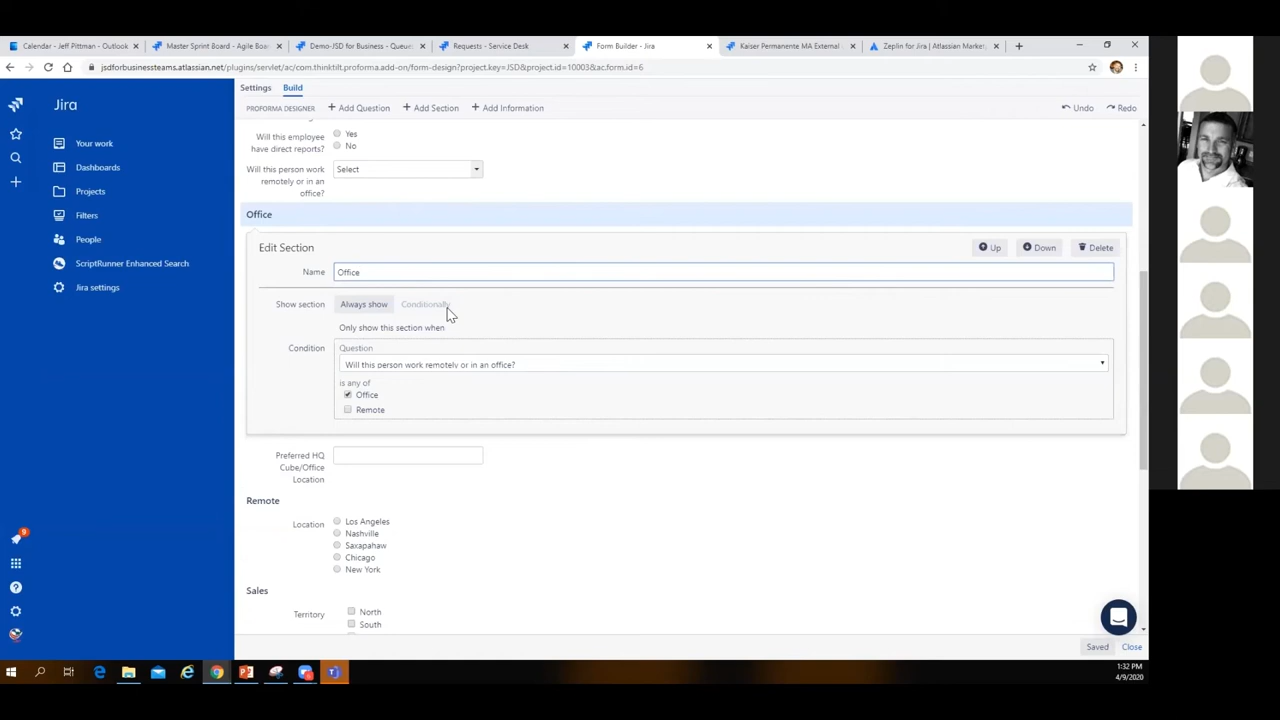 Calendar - Jeff Pittman - Outlook
Master Sprint Board - Agile Boa
Demo-JSD for Business - Queue
Requests - Service Desk
Form Builder - Jira
Kaiser Permanente MA External
Zeplin for Jira | Atlassian Market
jsdforbusinessteams.atlassian.net/plugins/servlet/ac/com.thinktilt.proforma.add-on/form-design?project.key=JSD&project.id=10003&ac.form.id=6
Jira
Your work
Dashboards
Projects
Filters
People
ScriptRunner Enhanced Search
Jira settings
9
Settings
Build
PROFORMA DESIGNER
Add Question
Add Section
Add Information
Undo
Redo
Will this employee
have direct reports?
Yes
No
Will this person work
remotely or in an
office?
Select
Office
Edit Section
Up
Down
Delete
Name
Office
Show section
Always show
Conditionally
Only show this section when
Condition
Question
Will this person work remotely or in an office?
is any of
Office
Remote
Preferred HQ
Cube/Office
Location
Remote
Location
Los Angeles
Nashville
Saxapahaw
Chicago
New York
Sales
Territory
North
South
Saved
Close
1:32 PM
4/9/2020